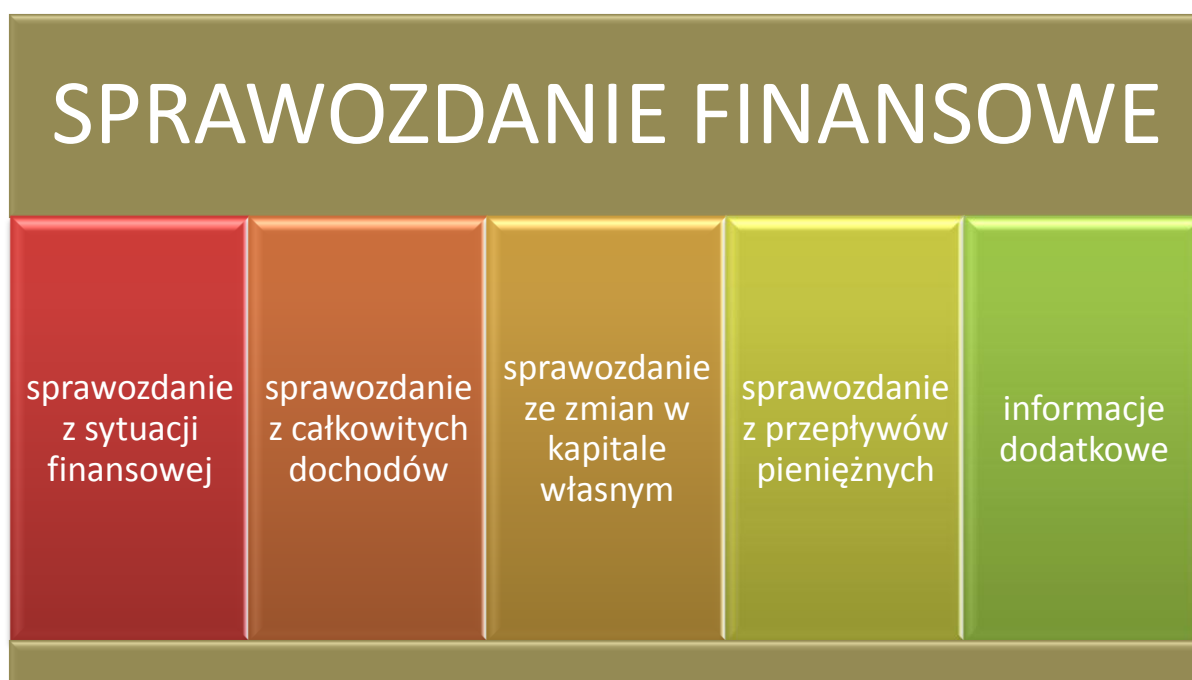 SPRAWOZDANIE FINANSOWE
sprawozdanie
z sytuacji
finansowej
sprawozdanie
z całkowitych
dochodów
sprawozdanie
ze zmian w
kapitale
własnym
sprawozdanie
z przepływów
pieniężnych
informacje
dodatkowe